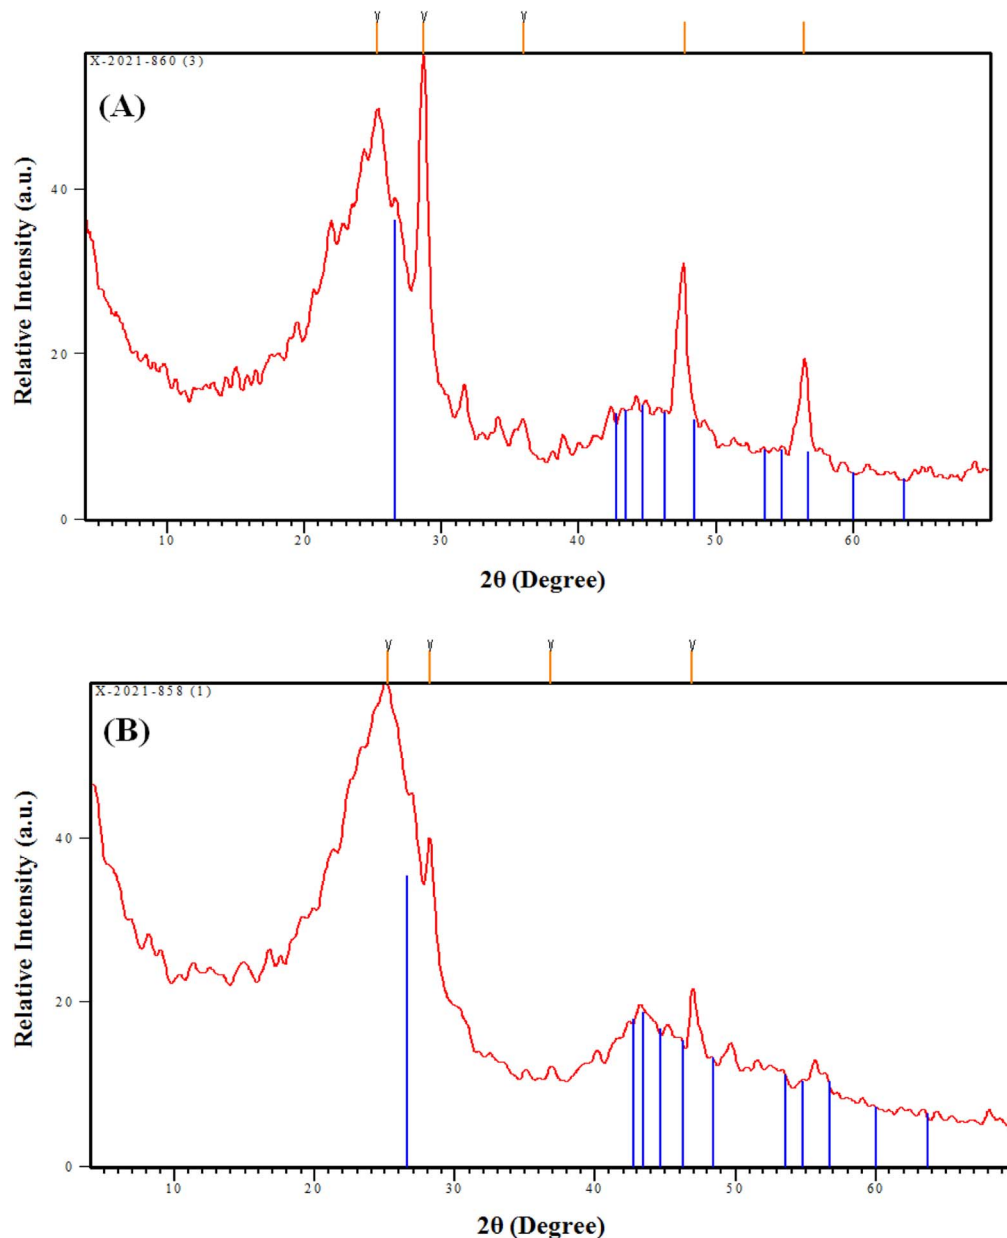 X-2021-860 (3)
(A)
Relative Intensity (a.u.)
40
20
0
10 20 30 40 50 60
2θ (Degree)
X-2021-858 (1)
(B)
Relative Intensity (a.u.)
40
20
0
10 20 30 40 50 60
2θ (Degree)